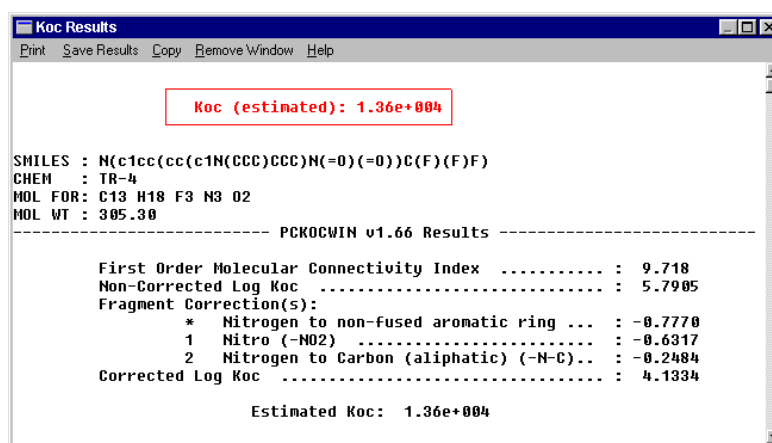 Koc Results
Print Save Results Copy Remove Window Help
Koc (estimated): 1.36e+004
SMILES : N(c1cc(cc(c1N(CCC)CCC)N(=O)(=O))C(F)(F)F)
CHEM : TR-4
MOL FOR: C13 H18 F3 N3 O2
MOL WT : 305.30
--------------------------- PCKOCWIN v1.66 Results ---------------------------
First Order Molecular Connectivity Index ........... : 9.718
Non-Corrected Log Koc .............................. : 5.7905
Fragment Correction(s):
* Nitrogen to non-fused aromatic ring ... : -0.7770
1 Nitro (-NO2) ....................... : -0.6317
2 Nitrogen to Carbon (aliphatic) (-N-C).. : -0.2484
Corrected Log Koc .................................. : 4.1334
Estimated Koc: 1.36e+004